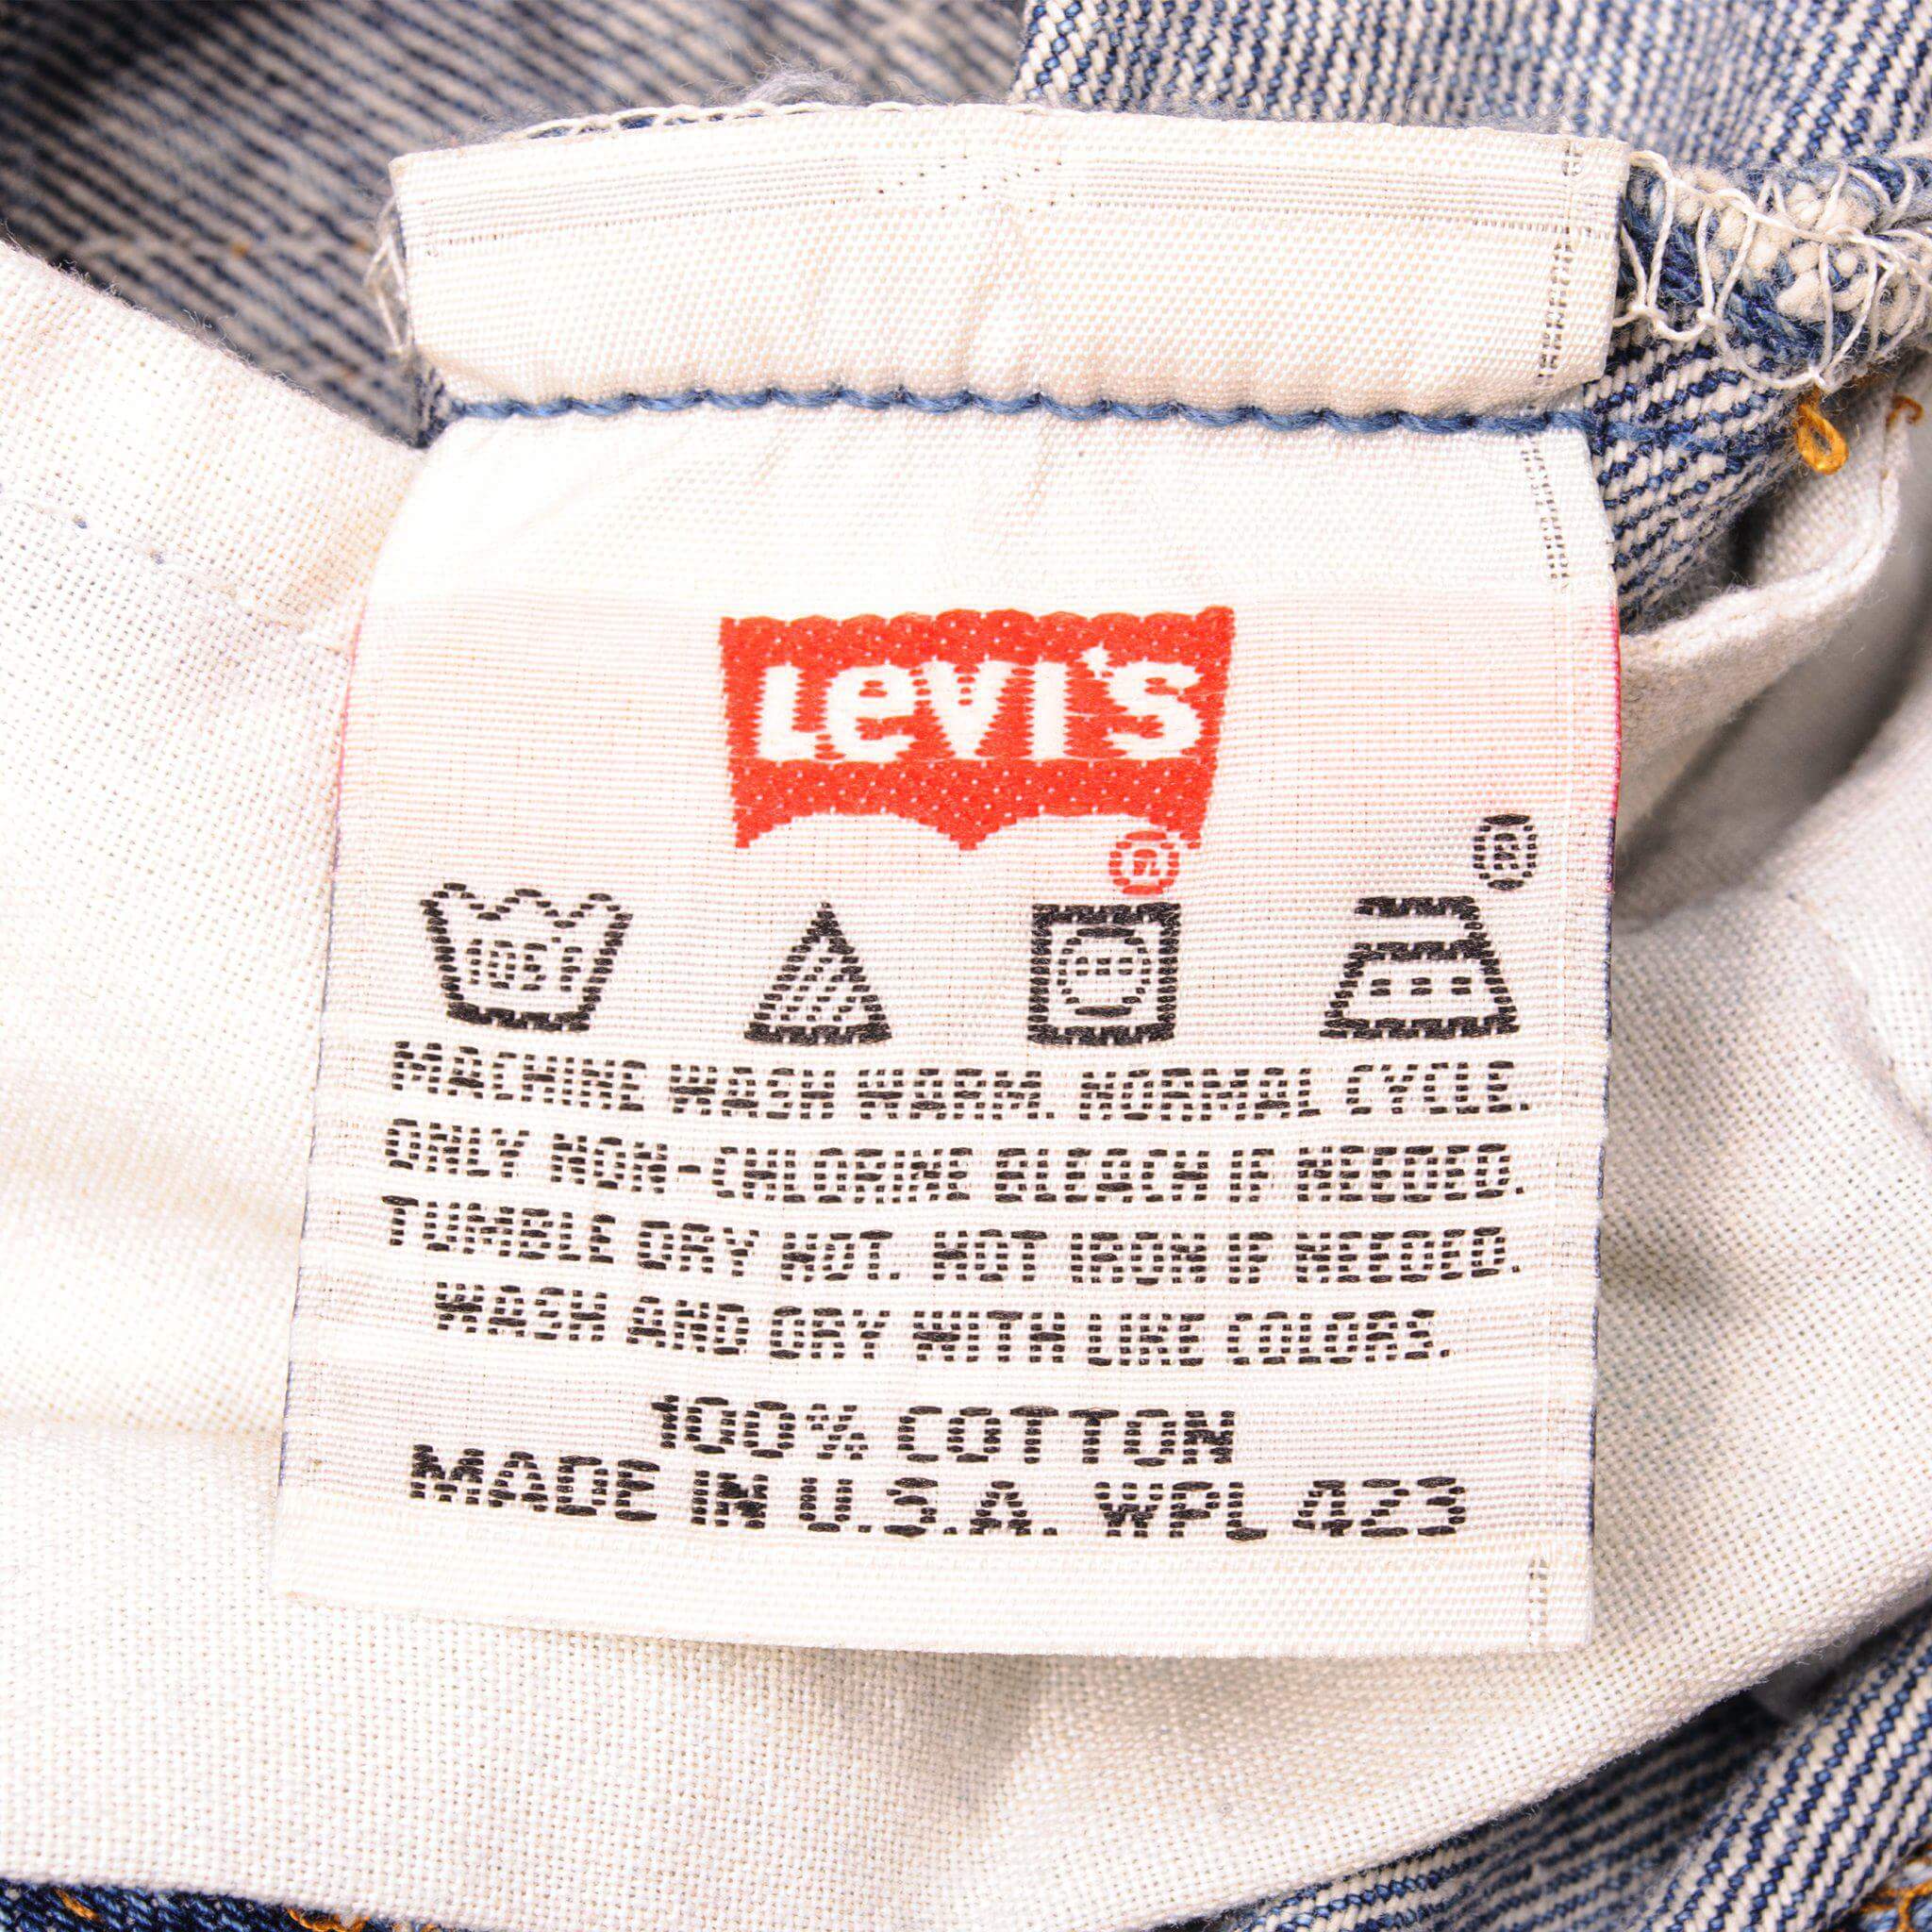 LEVI'S
®
®
105°F
MACHINE WASH WARM. NORMAL CYCLE.
ONLY NON-CHLORINE BLEACH IF NEEDED.
TUMBLE DRY HOT. HOT IRON IF NEEDED.
WASH AND DRY WITH LIKE COLORS.
100% COTTON
MADE IN U.S.A. WPL 423